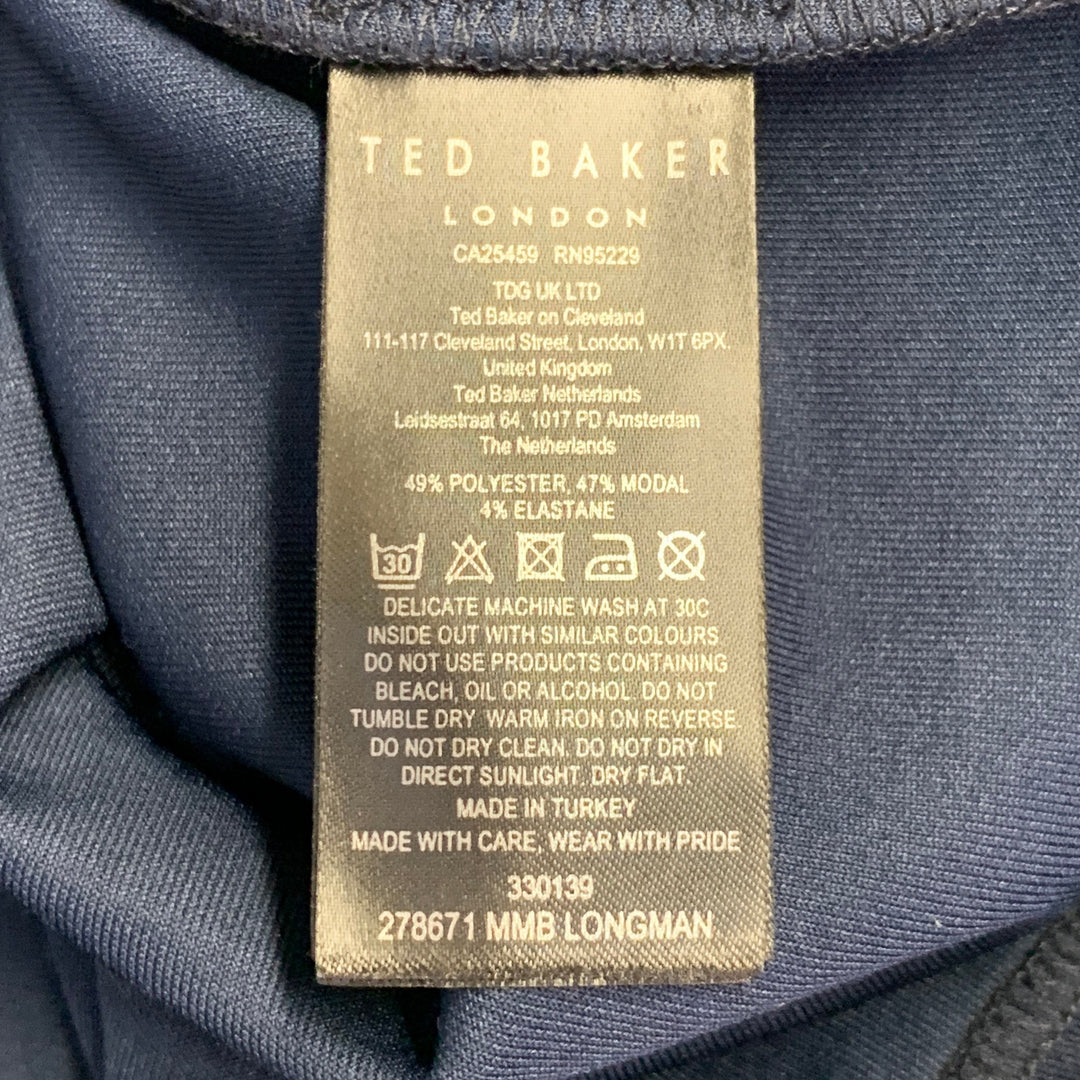 TED BAKER
LONDON
CA25459 RN95229
TDG UK LTD
Ted Baker on Cleveland
111-117 Cleveland Street, London, W1T 6PX.
United Kingdom
Ted Baker Netherlands
Leidsestraat 64, 1017 PD Amsterdam
The Netherlands
49% POLYESTER, 47% MODAL
4% ELASTANE
30
DELICATE MACHINE WASH AT 30C
INSIDE OUT WITH SIMILAR COLOURS
DO NOT USE PRODUCTS CONTAINING
BLEACH, OIL OR ALCOHOL. DO NOT
TUMBLE DRY. WARM IRON ON REVERSE.
DO NOT DRY CLEAN. DO NOT DRY IN
DIRECT SUNLIGHT. DRY FLAT.
MADE IN TURKEY
MADE WITH CARE, WEAR WITH PRIDE
330139
278671 MMB LONGMAN